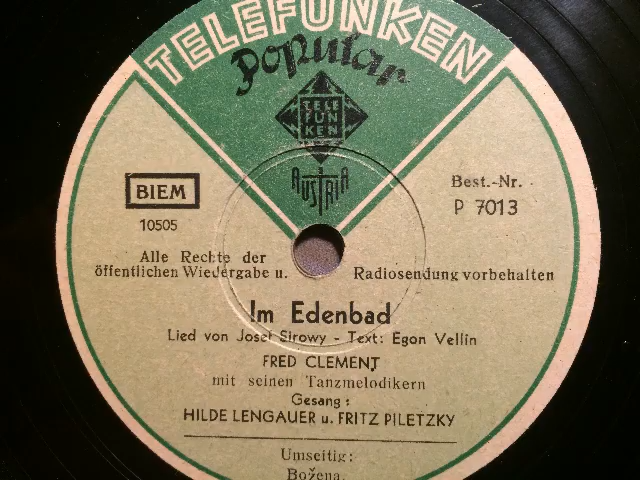 TELEFUNKEN
Popular
TELE
FUN
KEN
AUSTRIA
BIEM
10505
Best.-Nr.
P 7013
Alle Rechte der
öffentlichen Wiedergabe u. Radiosendung vorbehalten
Im Edenbad
Lied von Josef Sirowy - Text: Egon Vellin
FRED CLEMENT
mit seinen Tanzmelodikern
Gesang:
HILDE LENGAUER u. FRITZ PILETZKY
Umseitig:
Božena.